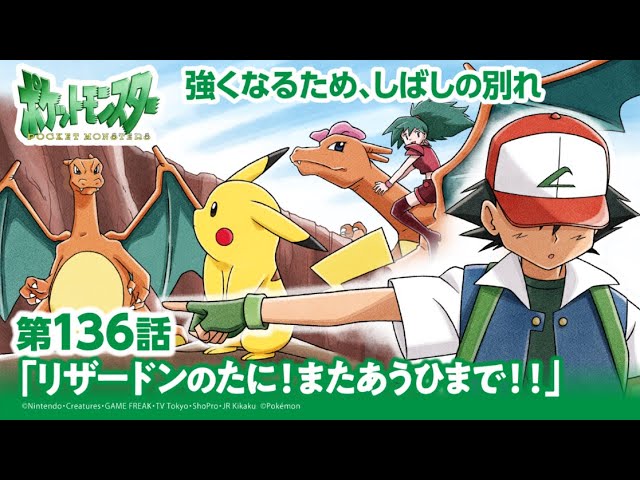 ポケットモンスター
POCKET MONSTERS
強くなるため、しばしの別れ
第136話
「リザードンのたに!またあうひまで!!」
©Nintendo・Creatures・GAME FREAK・TV Tokyo・ShoPro・JR Kikaku ©Pokémon